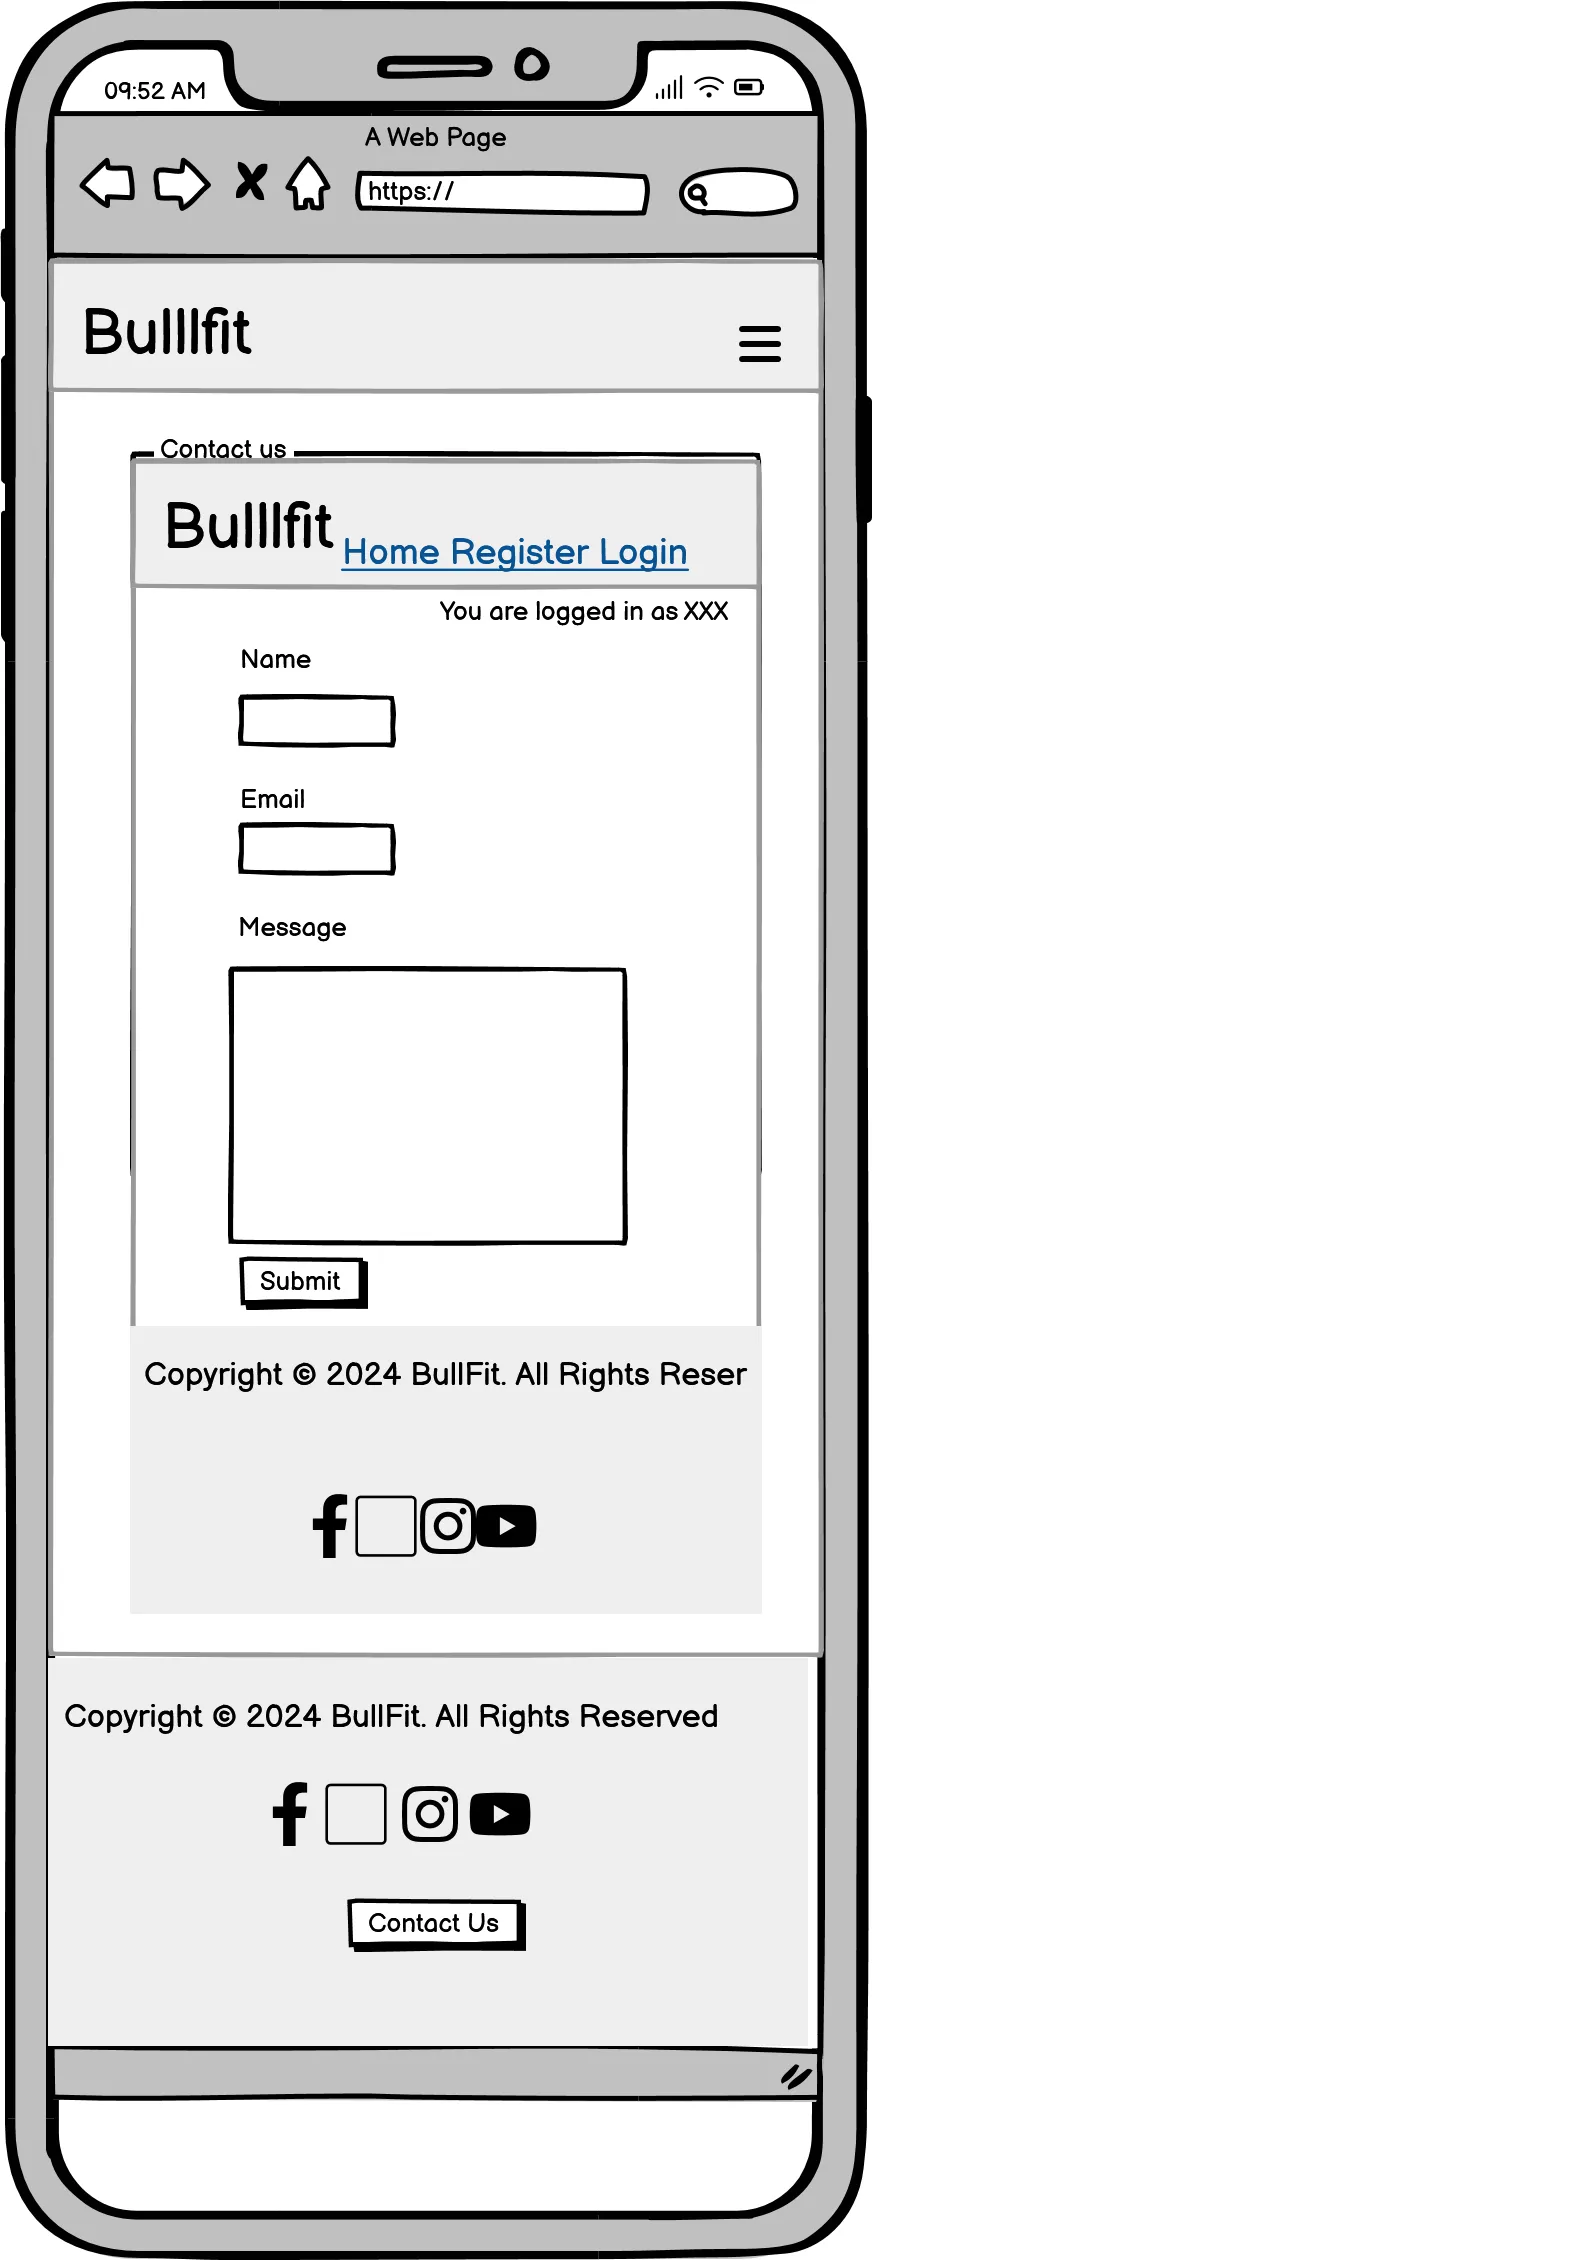 09:52 AM
A Web Page
https://
Bulllfit
Contact us
Bulllfit Home Register Login
You are logged in as XXX
Name
Email
Message
Submit
Copyright © 2024 BullFit. All Rights Reser
Copyright © 2024 BullFit. All Rights Reserved
Contact Us